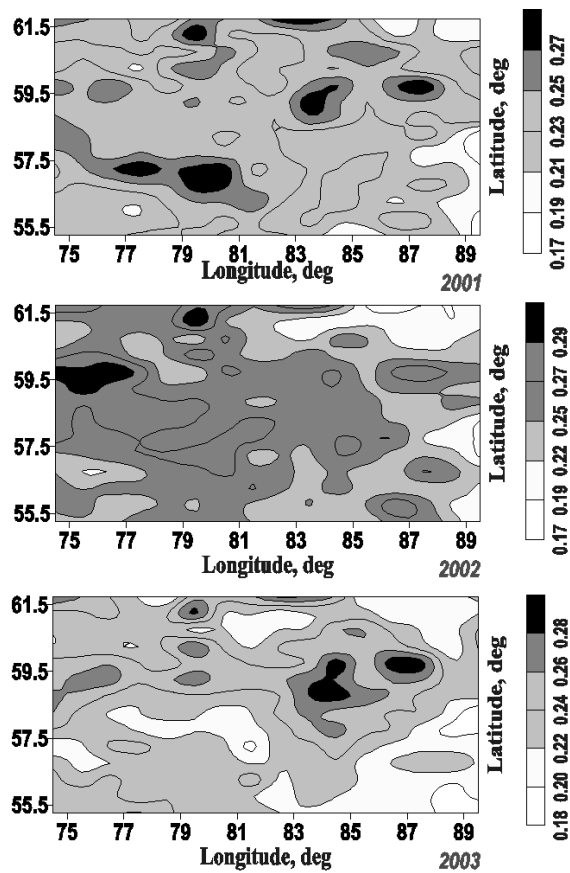 61.5
59.5
57.5
55.5
75 77 79 81 83 85 87 89
Longitude, deg
Latitude, deg
2001
0.17 0.19 0.21 0.23 0.25 0.27
61.5
59.5
57.5
55.5
75 77 79 81 83 85 87 89
Longitude, deg
Latitude, deg
2002
0.17 0.19 0.22 0.25 0.27 0.29
61.5
59.5
57.5
55.5
75 77 79 81 83 85 87 89
Longitude, deg
Latitude, deg
2003
0.18 0.20 0.22 0.24 0.26 0.28